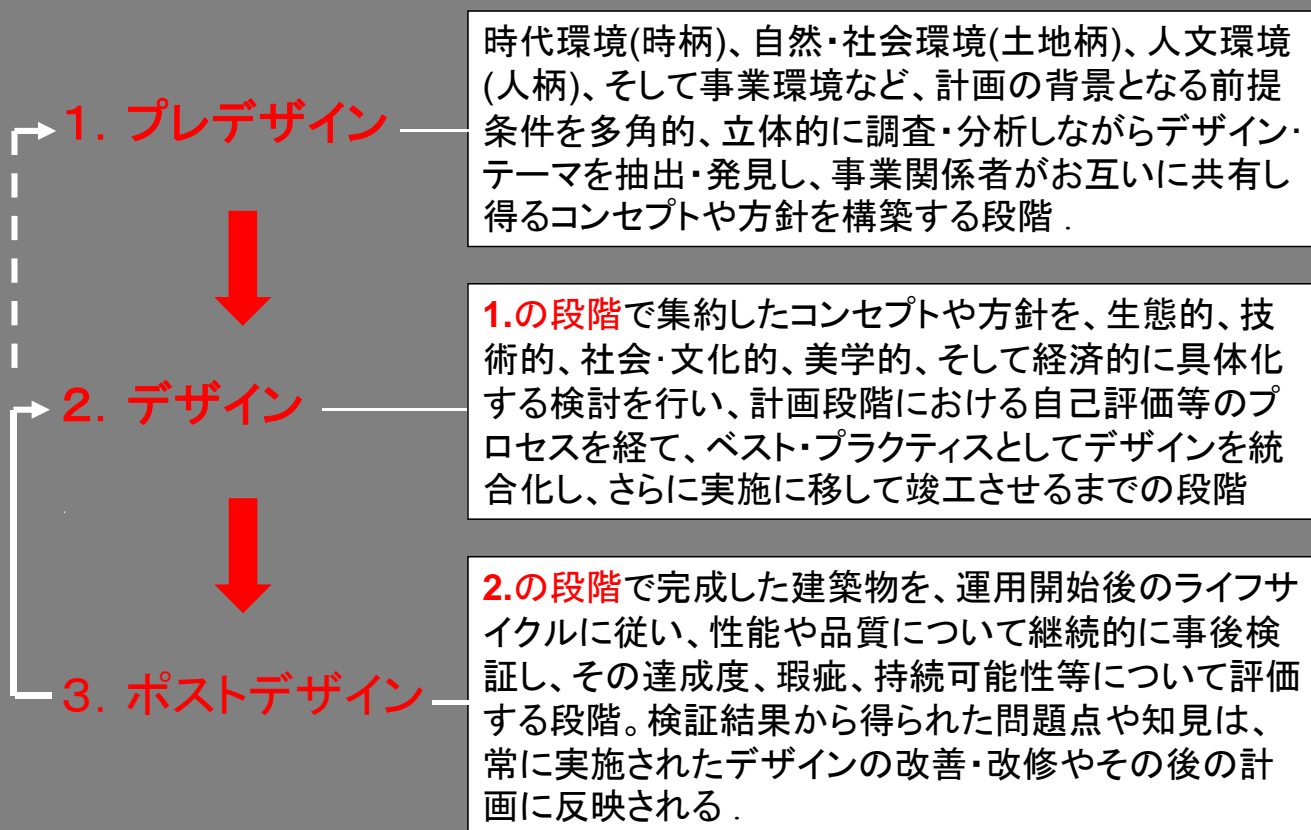 1．プレデザイン
時代環境(時柄)、自然・社会環境(土地柄)、人文環境
(人柄)、そして事業環境など、計画の背景となる前提
条件を多角的、立体的に調査・分析しながらデザイン・
テーマを抽出・発見し、事業関係者がお互いに共有し
得るコンセプトや方針を構築する段階．
2．デザイン
1.の段階で集約したコンセプトや方針を、生態的、技
術的、社会・文化的、美学的、そして経済的に具体化
する検討を行い、計画段階における自己評価等のプ
ロセスを経て、ベスト・プラクティスとしてデザインを統
合化し、さらに実施に移して竣工させるまでの段階
3．ポストデザイン
2.の段階で完成した建築物を、運用開始後のライフサ
イクルに従い、性能や品質について継続的に事後検
証し、その達成度、瑕疵、持続可能性等について評価
する段階。検証結果から得られた問題点や知見は、
常に実施されたデザインの改善・改修やその後の計
画に反映される．